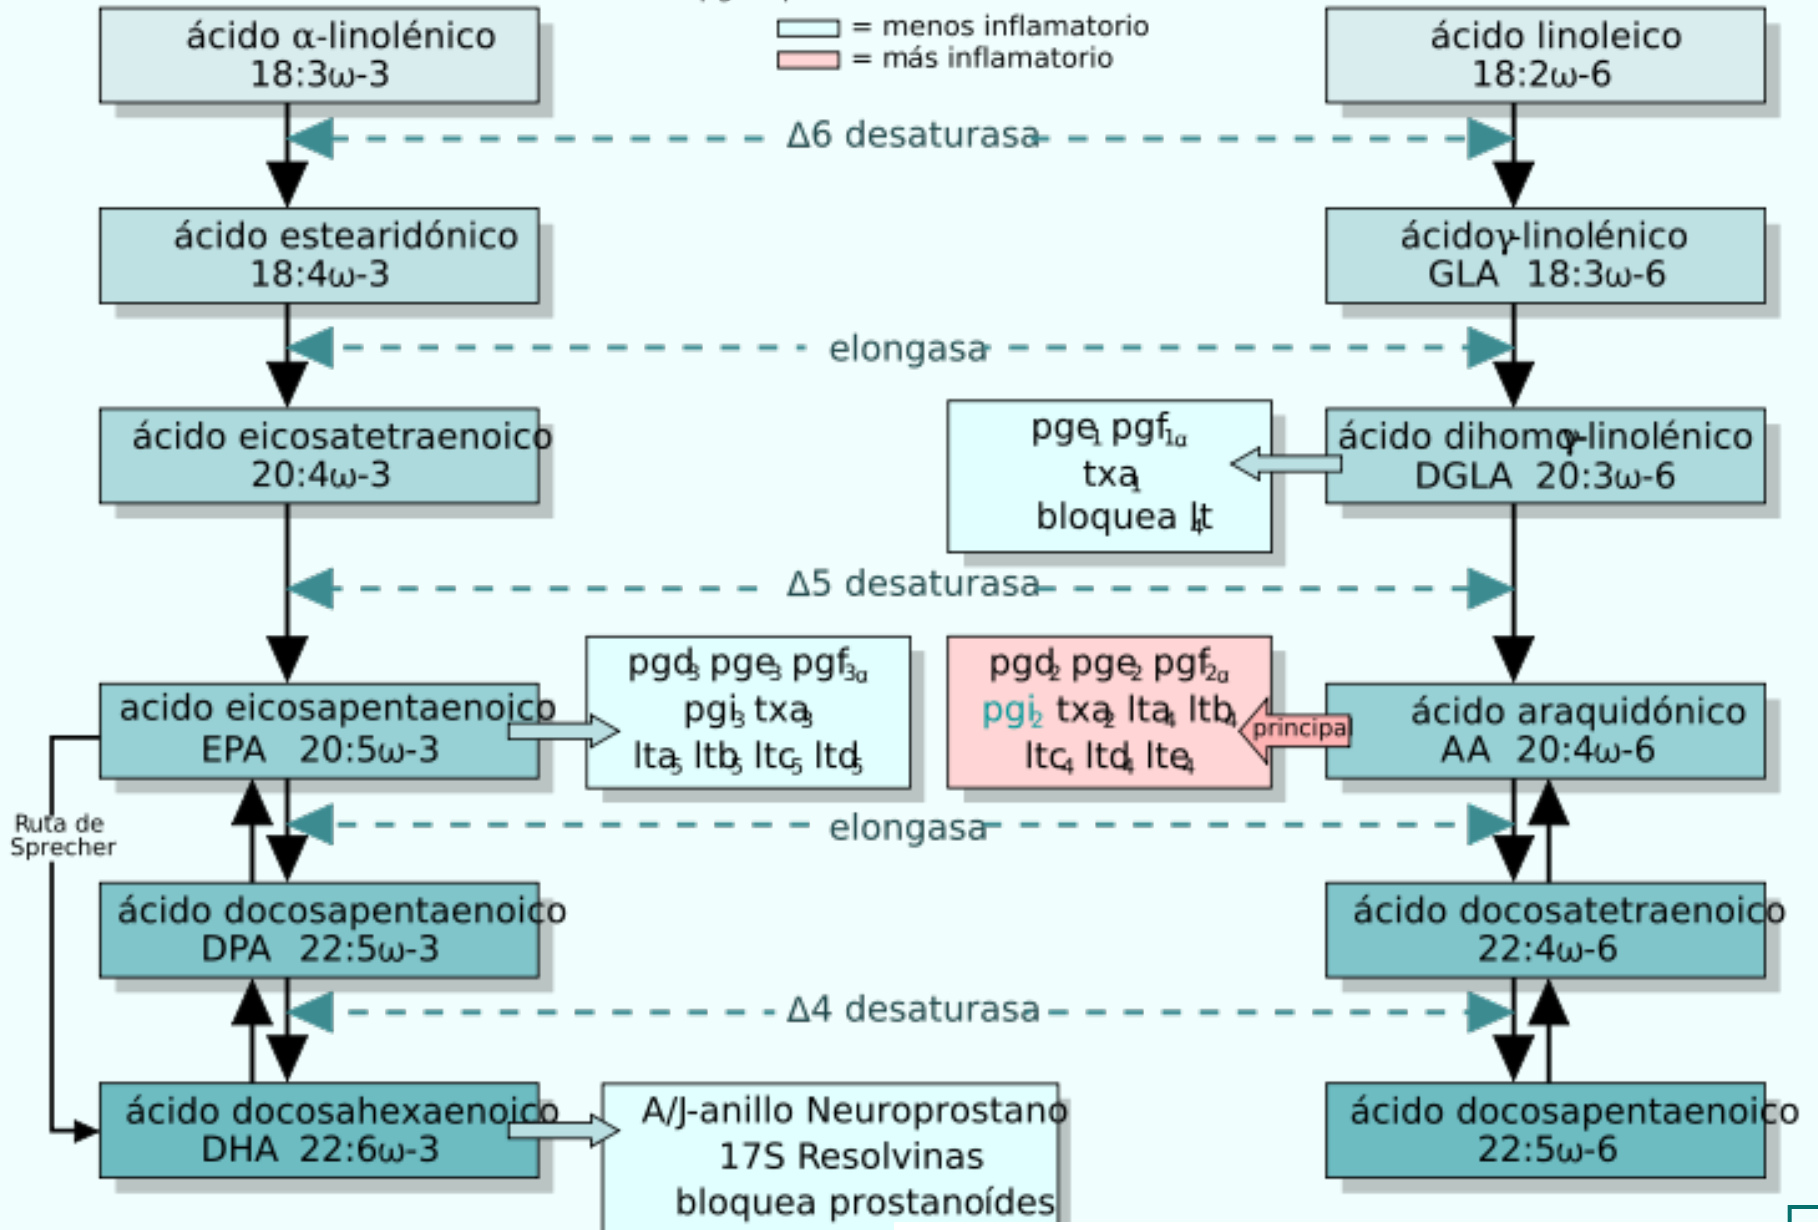 = menos inflamatorio
= más inflamatorio
ácido α-linolénico
18:3ω-3
ácido linoleico
18:2ω-6
Δ6 desaturasa
ácido estearidónico
18:4ω-3
ácidoγ-linolénico
GLA 18:3ω-6
elongasa
ácido eicosatetraenoico
20:4ω-3
pge₁ pgf₁α
txa₁
bloquea lt₄
ácido dihomoγ-linolénico
DGLA 20:3ω-6
Δ5 desaturasa
acido eicosapentaenoico
EPA 20:5ω-3
pgd₃ pge₃ pgf₃α
pgi₃ txa₃
lta₅ ltb₅ ltc₅ ltd₅
pgd₂ pge₂ pgf₂α
pgi₂ txa₂ lta₄ ltb₄
ltc₄ ltd₄ lte₄
principal
ácido araquidónico
AA 20:4ω-6
Ruta de
Sprecher
elongasa
ácido docosapentaenoico
DPA 22:5ω-3
ácido docosatetraenoico
22:4ω-6
Δ4 desaturasa
ácido docosahexaenoico
DHA 22:6ω-3
A/J-anillo Neuroprostano
17S Resolvinas
bloquea prostanoídes
ácido docosapentaenoico
22:5ω-6